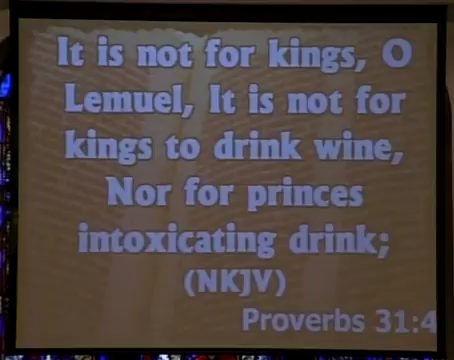 It is not for kings, O
Lemuel, It is not for
kings to drink wine,
Nor for princes
intoxicating drink;
(NKJV)
Proverbs 31:4